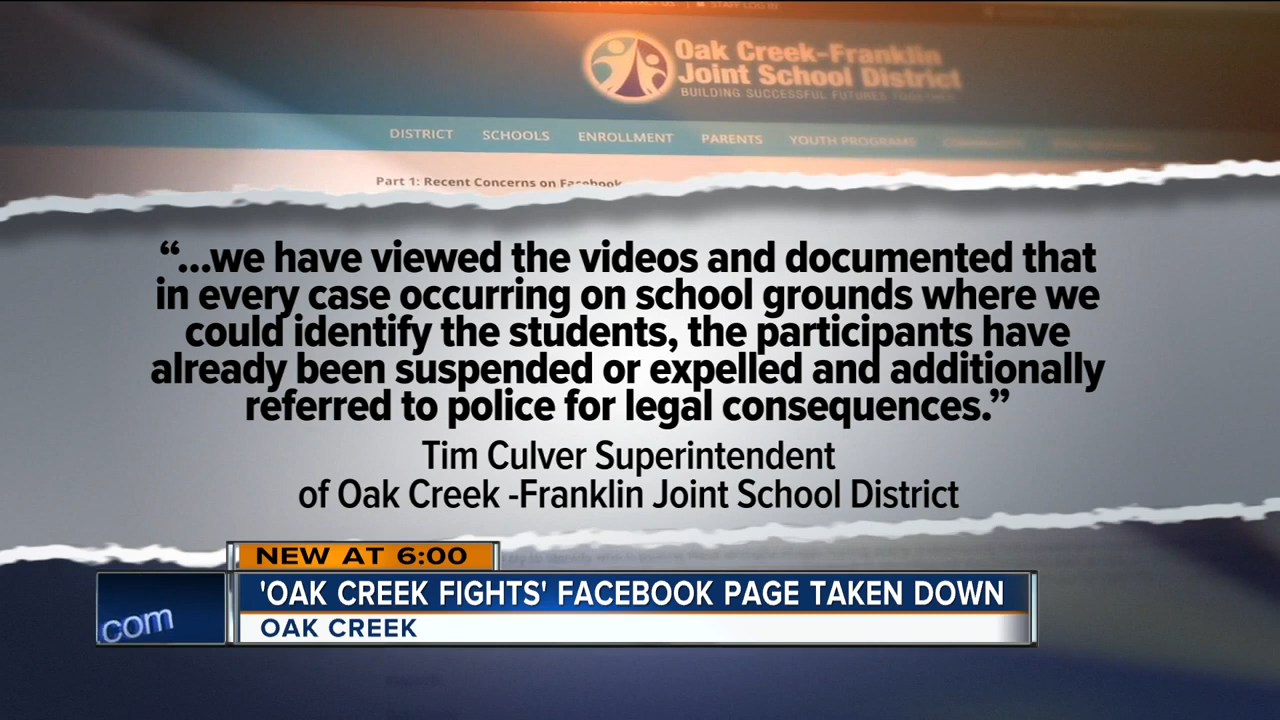 STAFF LOG IN
Oak Creek-Franklin
Joint School District
BUILDING SUCCESSFUL FUTURES TOGETHER
DISTRICT SCHOOLS ENROLLMENT PARENTS YOUTH PROGRAMS
Part 1: Recent Concerns on Facebook
“...we have viewed the videos and documented that
in every case occurring on school grounds where we
could identify the students, the participants have
already been suspended or expelled and additionally
referred to police for legal consequences.”
Tim Culver Superintendent
of Oak Creek -Franklin Joint School District
NEW AT 6:00
'OAK CREEK FIGHTS' FACEBOOK PAGE TAKEN DOWN
.com
OAK CREEK